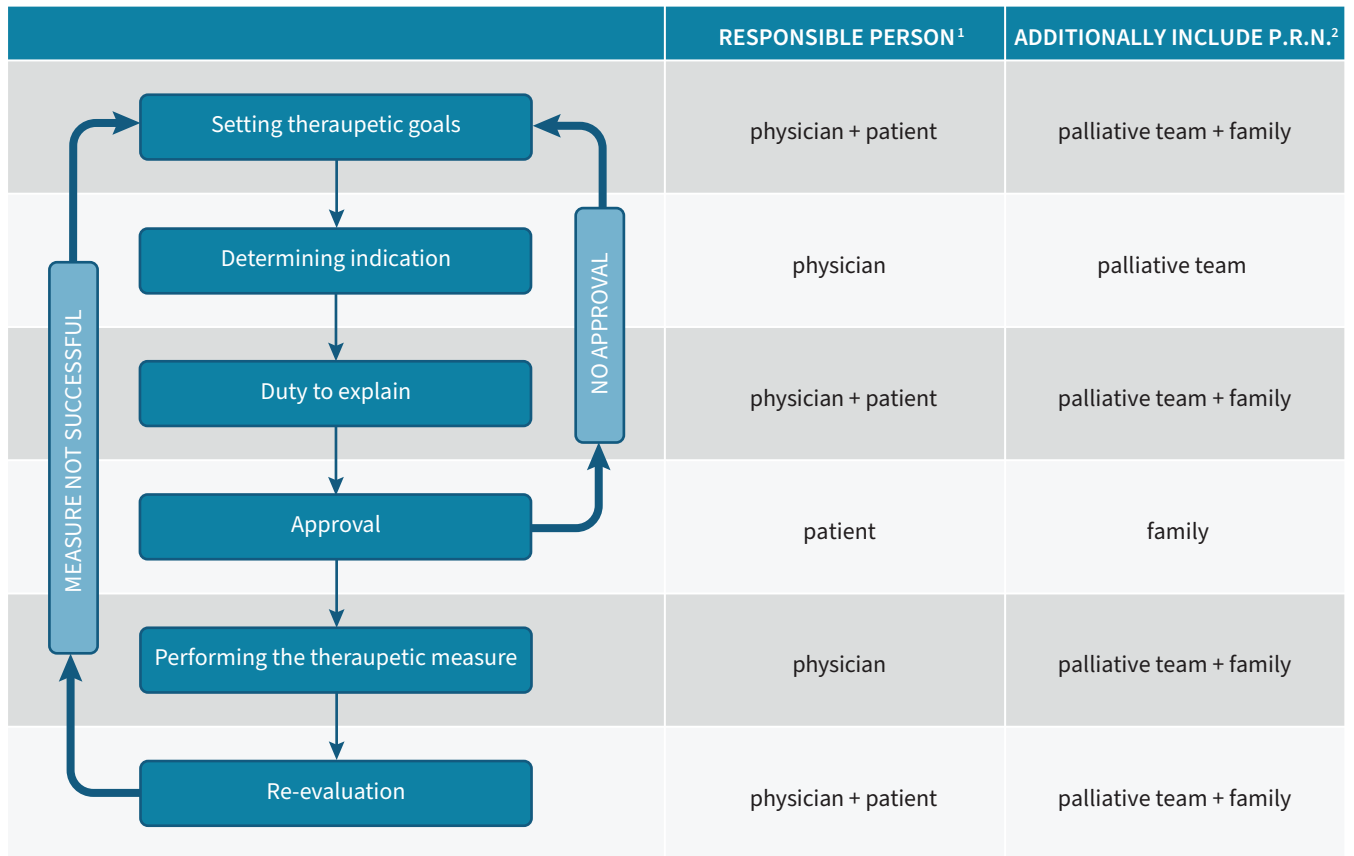 RESPONSIBLE PERSON¹ ADDITIONALLY INCLUDE P.R.N.²
Setting theraupetic goals physician + patient palliative team + family
Determining indication physician palliative team
NO APPROVAL
MEASURE NOT SUCCESSFUL
Duty to explain physician + patient palliative team + family
Approval patient family
Performing the theraupetic measure physician palliative team + family
Re-evaluation physician + patient palliative team + family